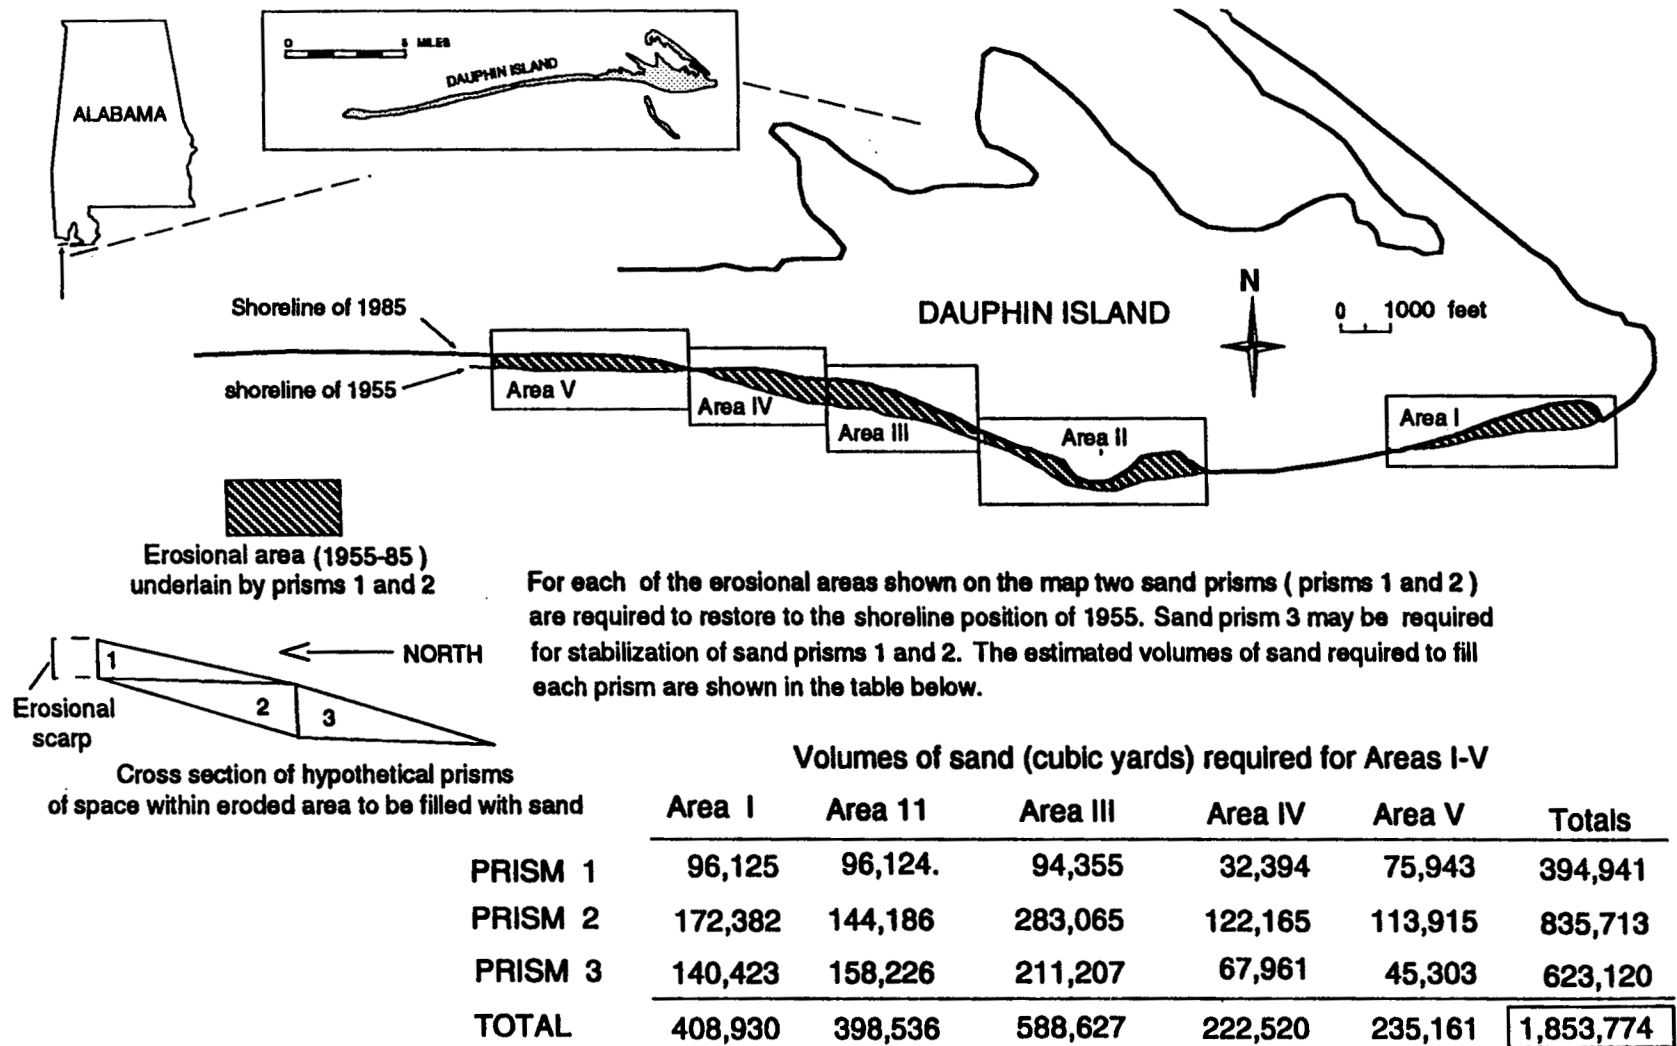 ALABAMA
0 5 MILES
DAUPHIN ISLAND
Shoreline of 1985
shoreline of 1955
DAUPHIN ISLAND
N
0 1000 feet
Area V
Area IV
Area III
Area II
Area I
Erosional area (1955-85)
underlain by prisms 1 and 2
1
2
3
NORTH
Erosional
scarp
Cross section of hypothetical prisms
of space within eroded area to be filled with sand
For each of the erosional areas shown on the map two sand prisms ( prisms 1 and 2 )
are required to restore to the shoreline position of 1955. Sand prism 3 may be required
for stabilization of sand prisms 1 and 2. The estimated volumes of sand required to fill
each prism are shown in the table below.
Volumes of sand (cubic yards) required for Areas I-V
Area I Area 11 Area III Area IV Area V Totals
PRISM 1 96,125 96,124. 94,355 32,394 75,943 394,941
PRISM 2 172,382 144,186 283,065 122,165 113,915 835,713
PRISM 3 140,423 158,226 211,207 67,961 45,303 623,120
TOTAL 408,930 398,536 588,627 222,520 235,161 1,853,774